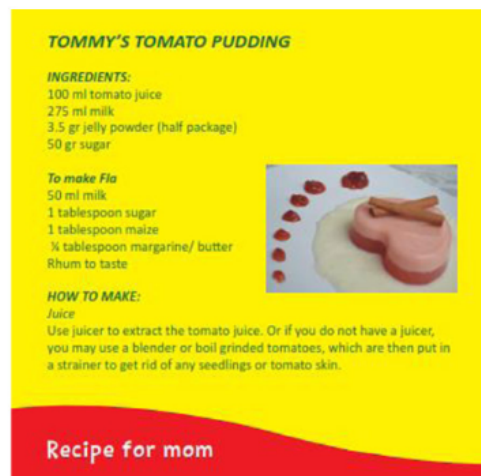 TOMMY'S TOMATO PUDDING
INGREDIENTS:
100 ml tomato juice
275 ml milk
3.5 gr jelly powder (half package)
50 gr sugar
To make Fla
50 ml milk
1 tablespoon sugar
1 tablespoon maize
¼ tablespoon margarine/ butter
Rhum to taste
HOW TO MAKE:
Juice
Use juicer to extract the tomato juice. Or if you do not have a juicer,
you may use a blender or boil grinded tomatoes, which are then put in
a strainer to get rid of any seedlings or tomato skin.
Recipe for mom